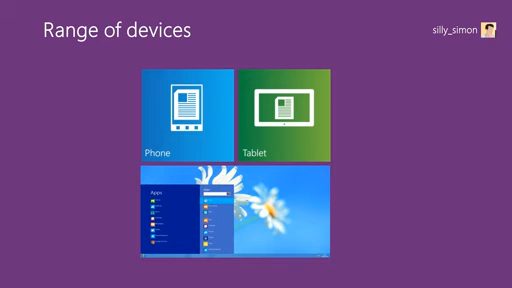 Range of devices
silly_simon
Phone
Tablet
Apps